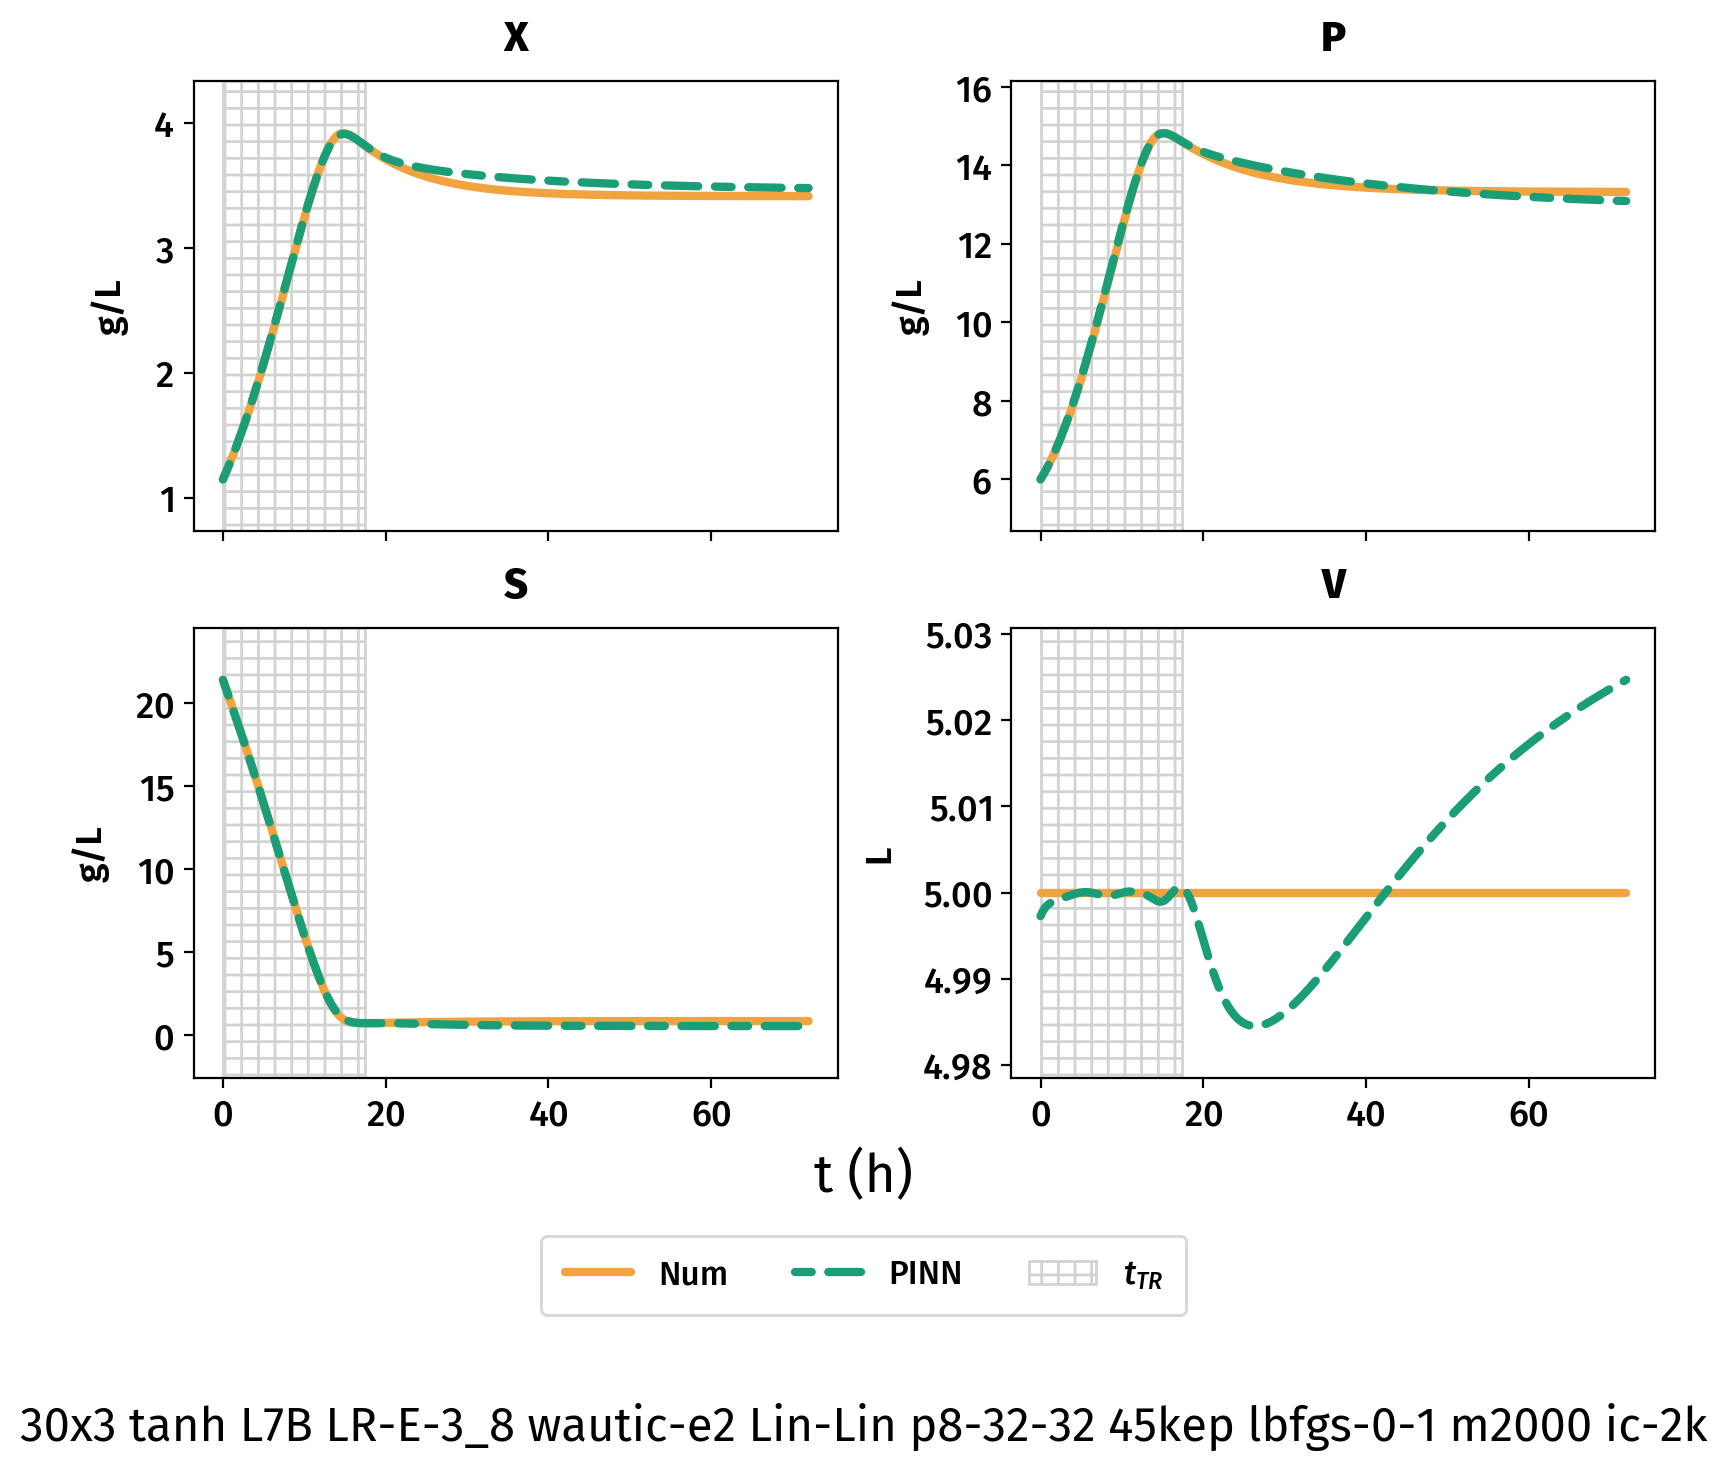 X
P
4
3
2
1
g/L
16
14
12
10
8
6
g/L
S
V
20
15
10
5
0
g/L
0 20 40 60
5.03
5.02
5.01
5.00
4.99
4.98
L
0 20 40 60
t (h)
Num PINN tTR
30x3 tanh L7B LR-E-3_8 wautic-e2 Lin-Lin p8-32-32 45kep lbfgs-0-1 m2000 ic-2k